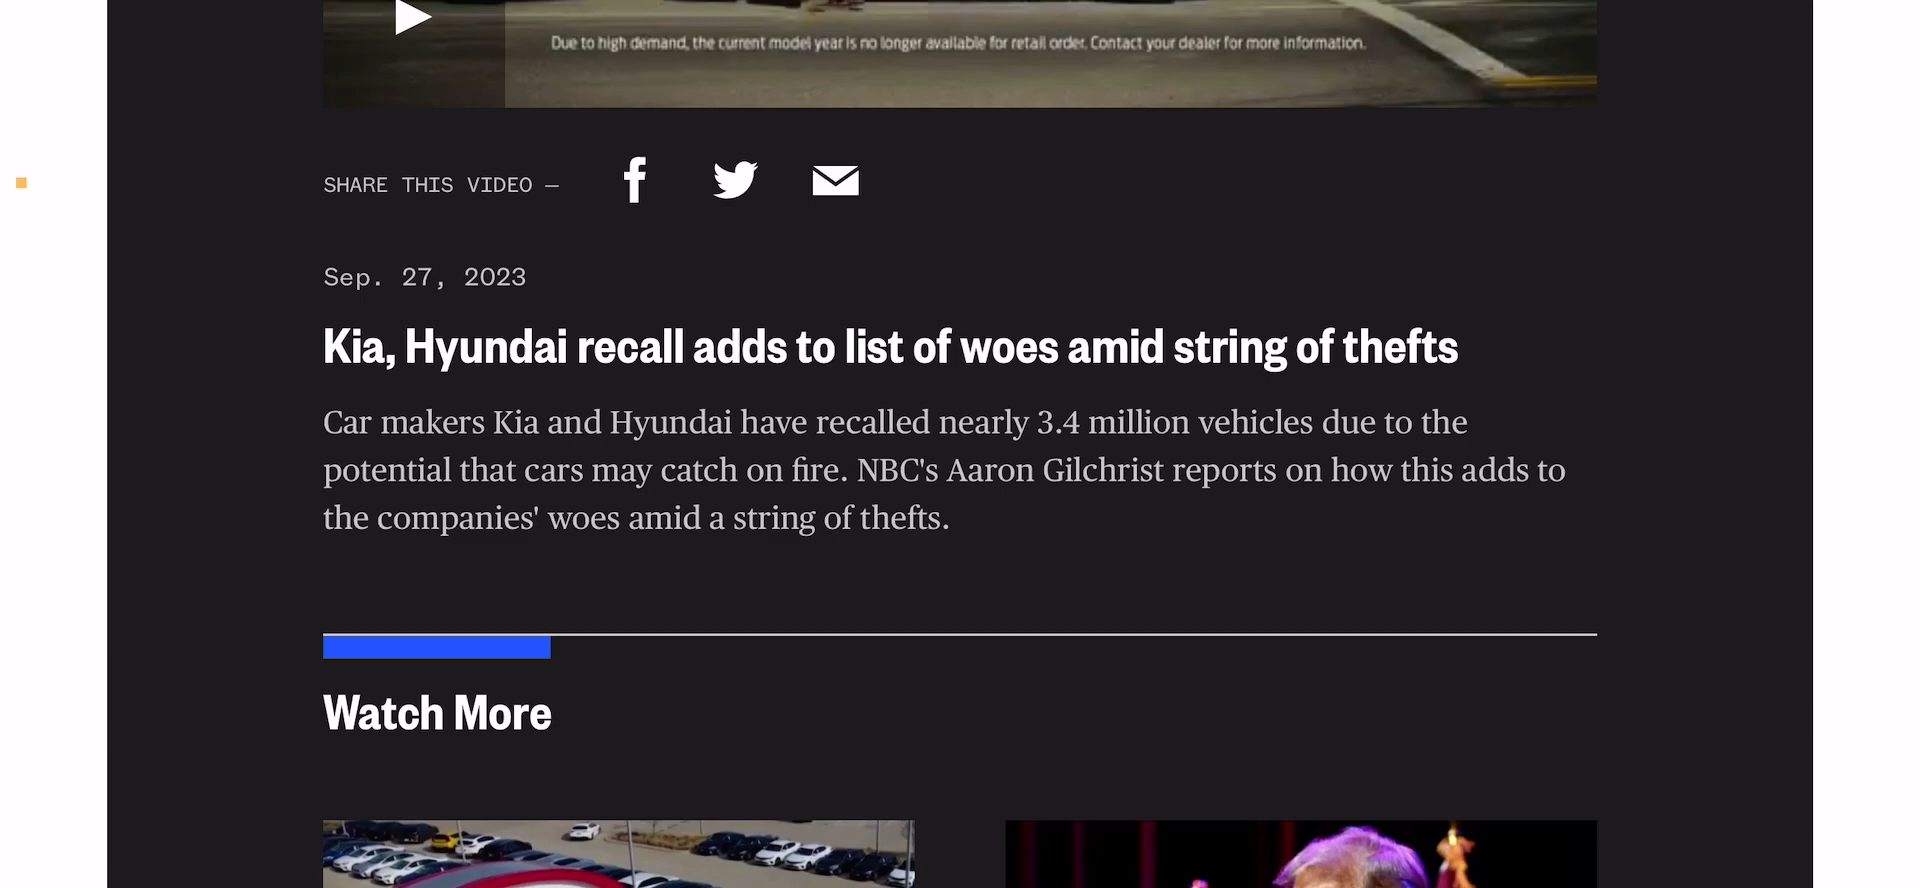 Due to high demand, the current model year is no longer available for retail order. Contact your dealer for more information.
SHARE THIS VIDEO —
Sep. 27, 2023
Kia, Hyundai recall adds to list of woes amid string of thefts
Car makers Kia and Hyundai have recalled nearly 3.4 million vehicles due to the
potential that cars may catch on fire. NBC's Aaron Gilchrist reports on how this adds to
the companies' woes amid a string of thefts.
Watch More